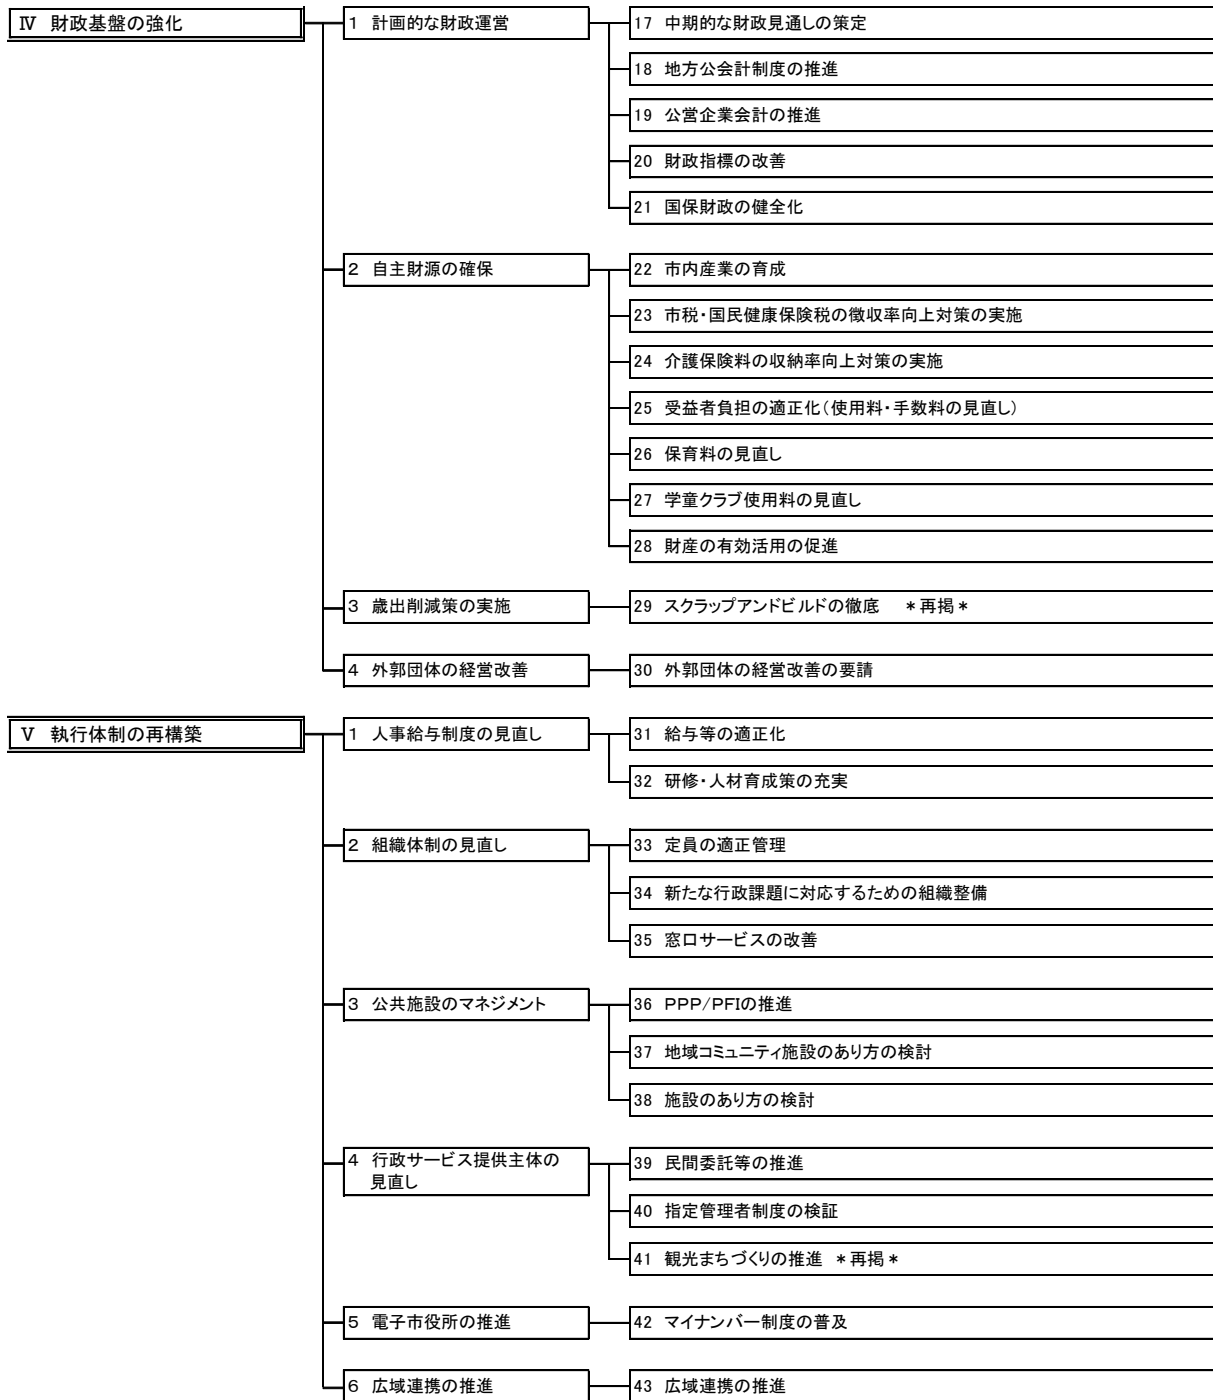 Ⅳ 財政基盤の強化
1 計画的な財政運営
17 中期的な財政見通しの策定
18 地方公会計制度の推進
19 公営企業会計の推進
20 財政指標の改善
21 国保財政の健全化
2 自主財源の確保
22 市内産業の育成
23 市税・国民健康保険税の徴収率向上対策の実施
24 介護保険料の収納率向上対策の実施
25 受益者負担の適正化(使用料・手数料の見直し)
26 保育料の見直し
27 学童クラブ使用料の見直し
28 財産の有効活用の促進
3 歳出削減策の実施
29 スクラップアンドビルドの徹底 *再掲*
4 外郭団体の経営改善
30 外郭団体の経営改善の要請
Ⅴ 執行体制の再構築
1 人事給与制度の見直し
31 給与等の適正化
32 研修・人材育成策の充実
2 組織体制の見直し
33 定員の適正管理
34 新たな行政課題に対応するための組織整備
35 窓口サービスの改善
3 公共施設のマネジメント
36 PPP/PFIの推進
37 地域コミュニティ施設のあり方の検討
38 施設のあり方の検討
4 行政サービス提供主体の
見直し
39 民間委託等の推進
40 指定管理者制度の検証
41 観光まちづくりの推進 *再掲*
5 電子市役所の推進
42 マイナンバー制度の普及
6 広域連携の推進
43 広域連携の推進